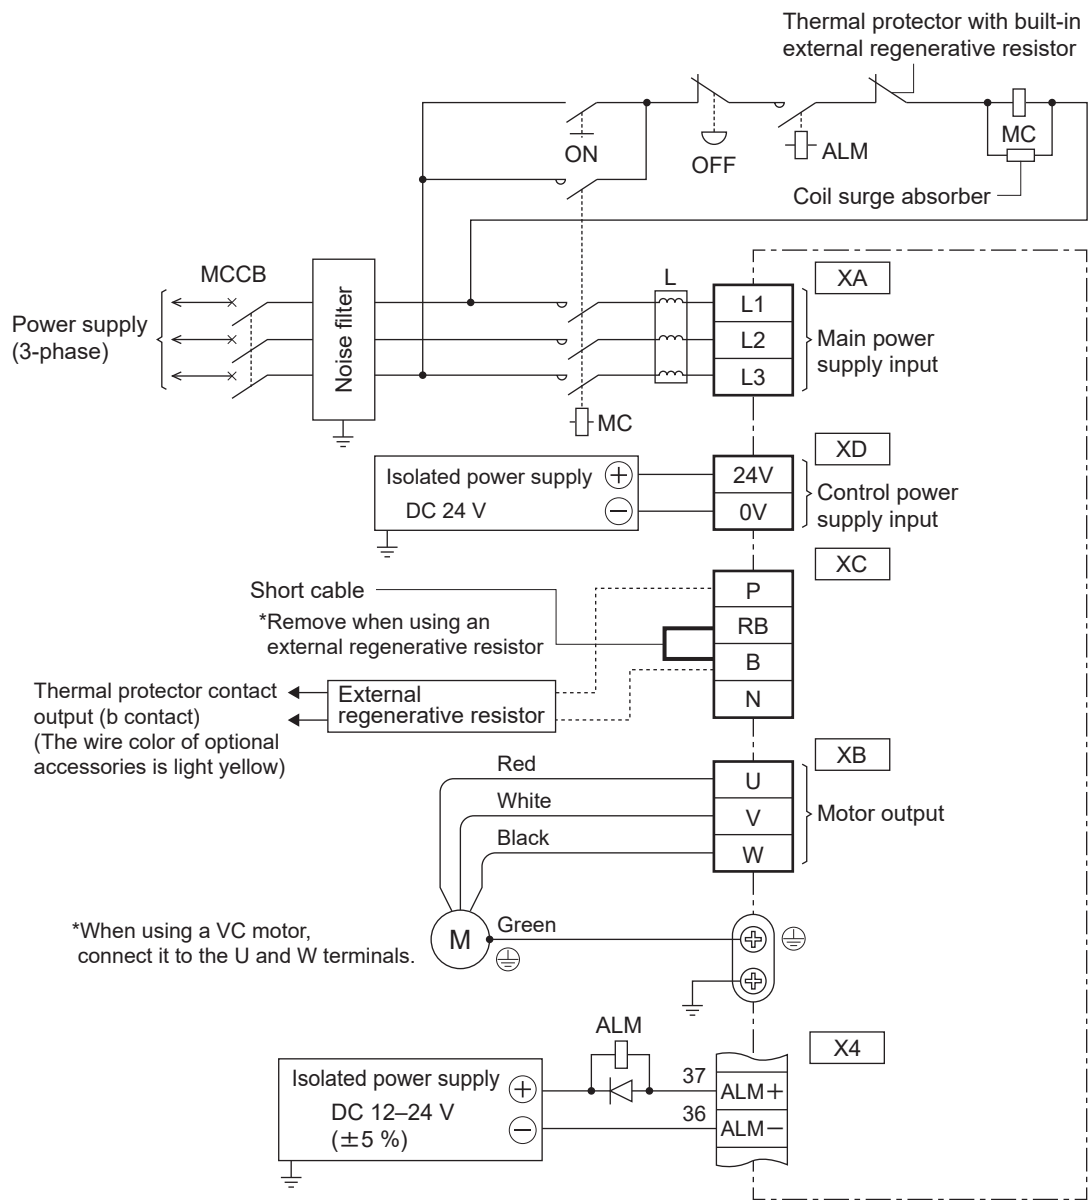 Thermal protector with built-in
external regenerative resistor
ON
OFF
ALM
MC
Coil surge absorber
MCCB
Power supply
(3-phase)
Noise filter
L
MC
XA
L1
L2
L3
Main power
supply input
XD
Isolated power supply
DC 24 V
+
−
24V
0V
Control power
supply input
XC
Short cable
*Remove when using an
external regenerative resistor
P
RB
B
N
Thermal protector contact
output (b contact)
(The wire color of optional
accessories is light yellow)
External
regenerative resistor
XB
Red
White
Black
U
V
W
Motor output
*When using a VC motor,
connect it to the U and W terminals.
M
Green
X4
ALM
Isolated power supply
DC 12–24 V
(±5 %)
+
−
37
36
ALM+
ALM−